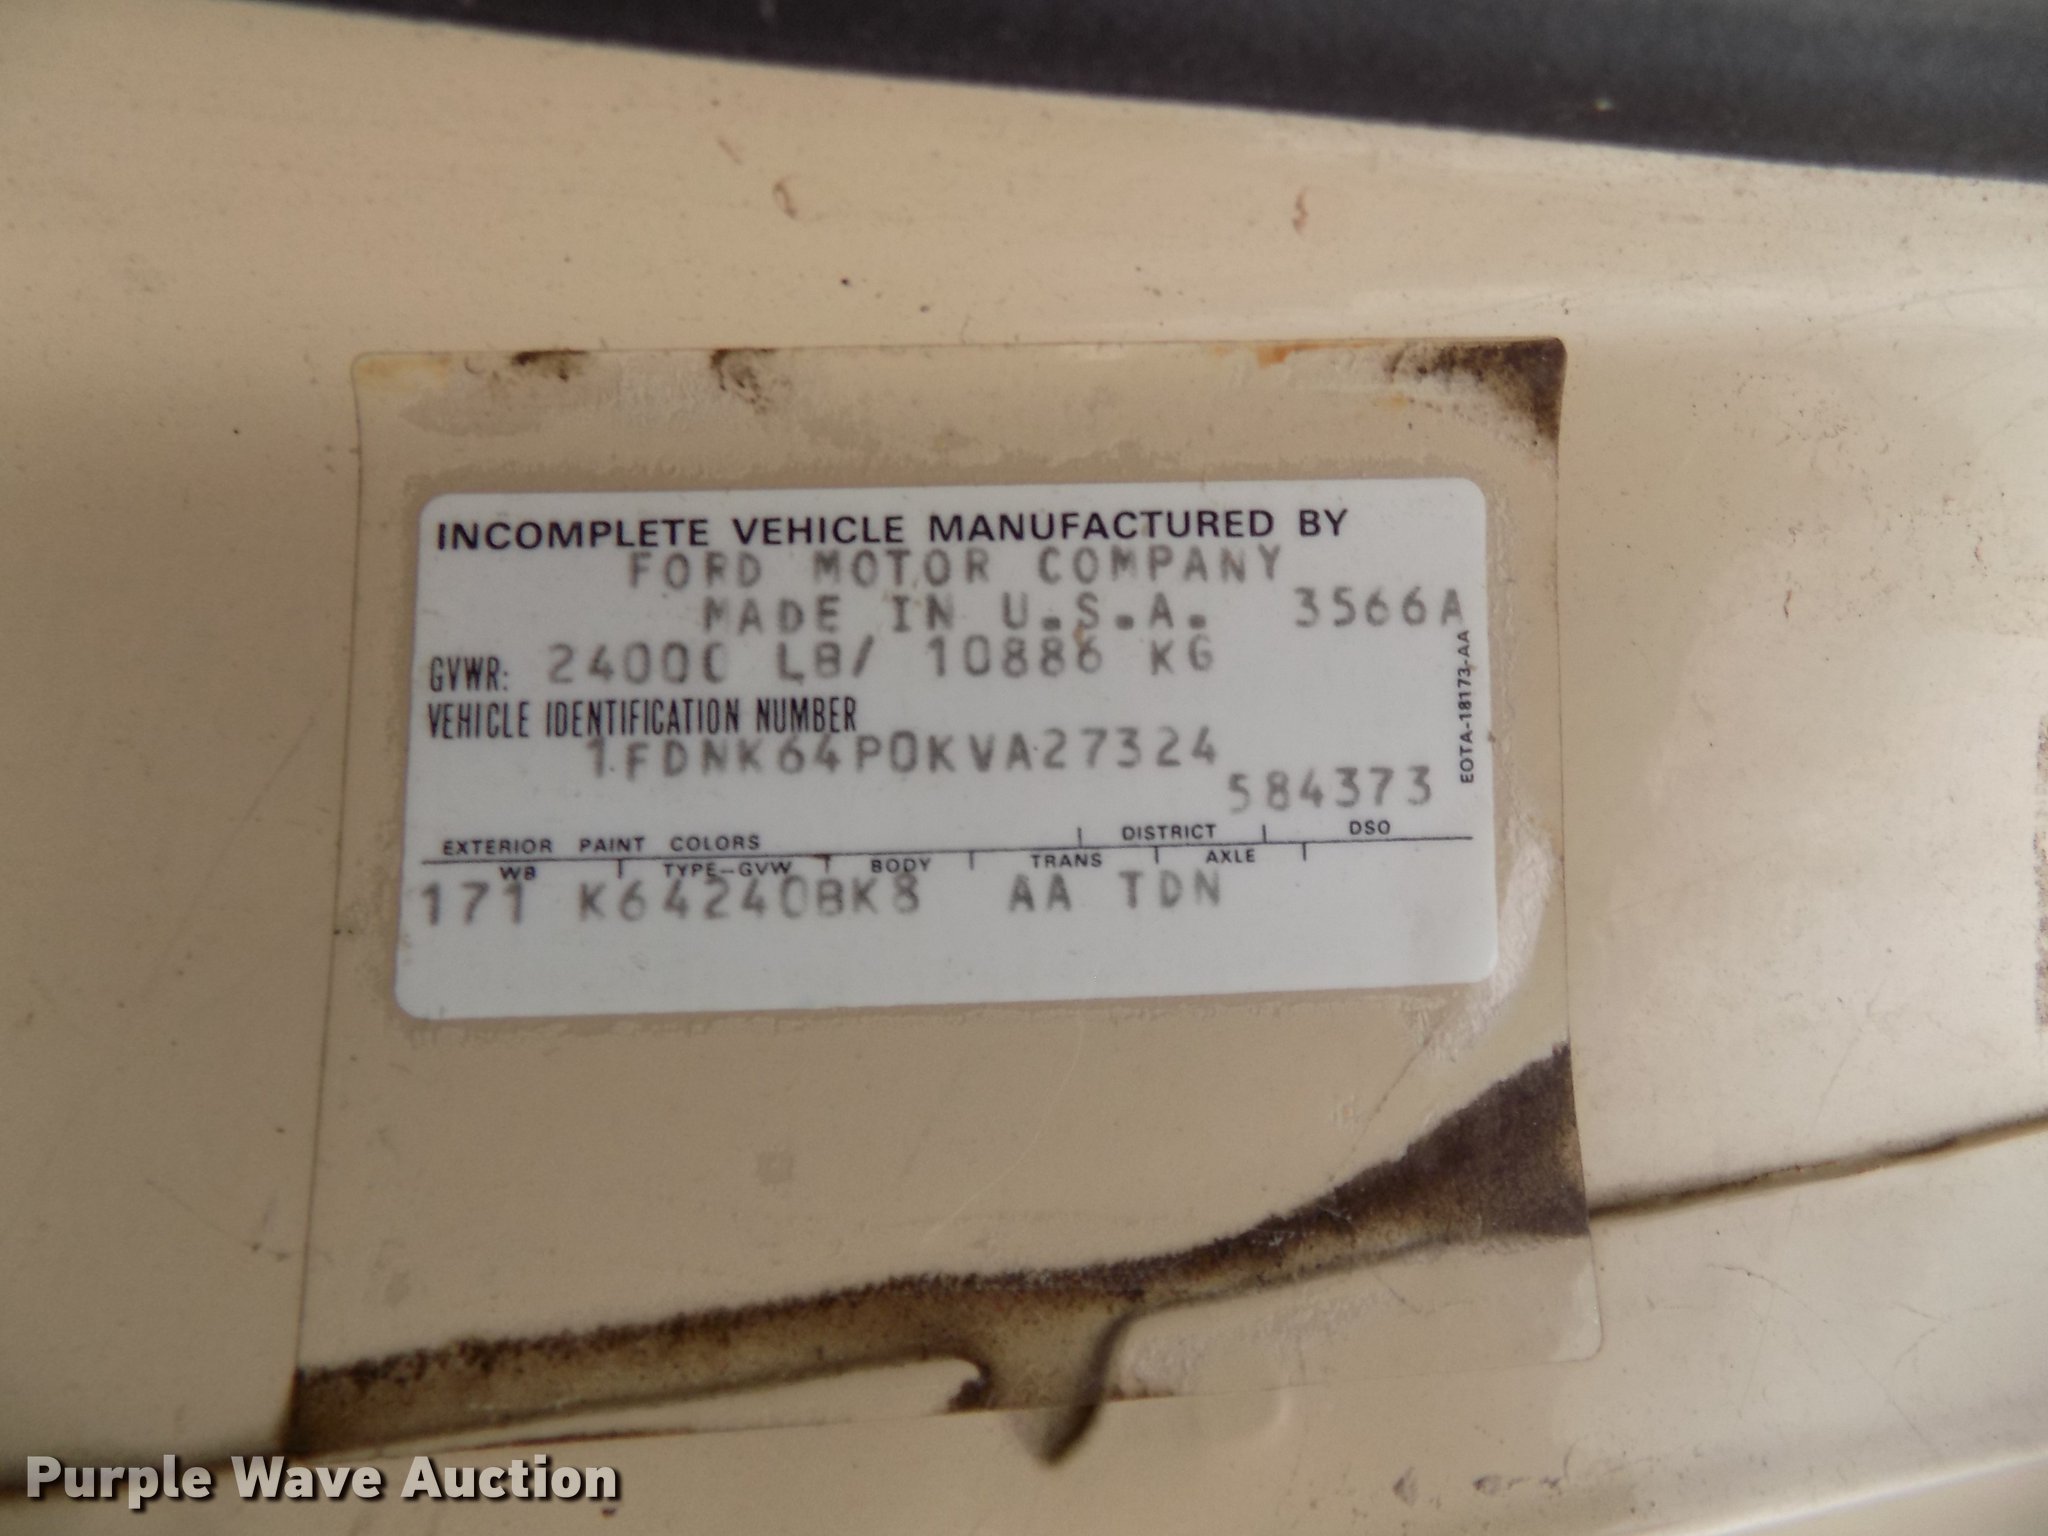 INCOMPLETE VEHICLE MANUFACTURED BY
FORD MOTOR COMPANY
MADE IN U.S.A. 3566A
GVWR: 24000 LB/ 10886 KG
VEHICLE IDENTIFICATION NUMBER
1FDNK64P0KVA27324
584373
EOTA-18173-AA
EXTERIOR PAINT COLORS DISTRICT DSO
WB TYPE-GVW BODY TRANS AXLE
171 K64240BK8 AA TDN
Purple Wave Auction